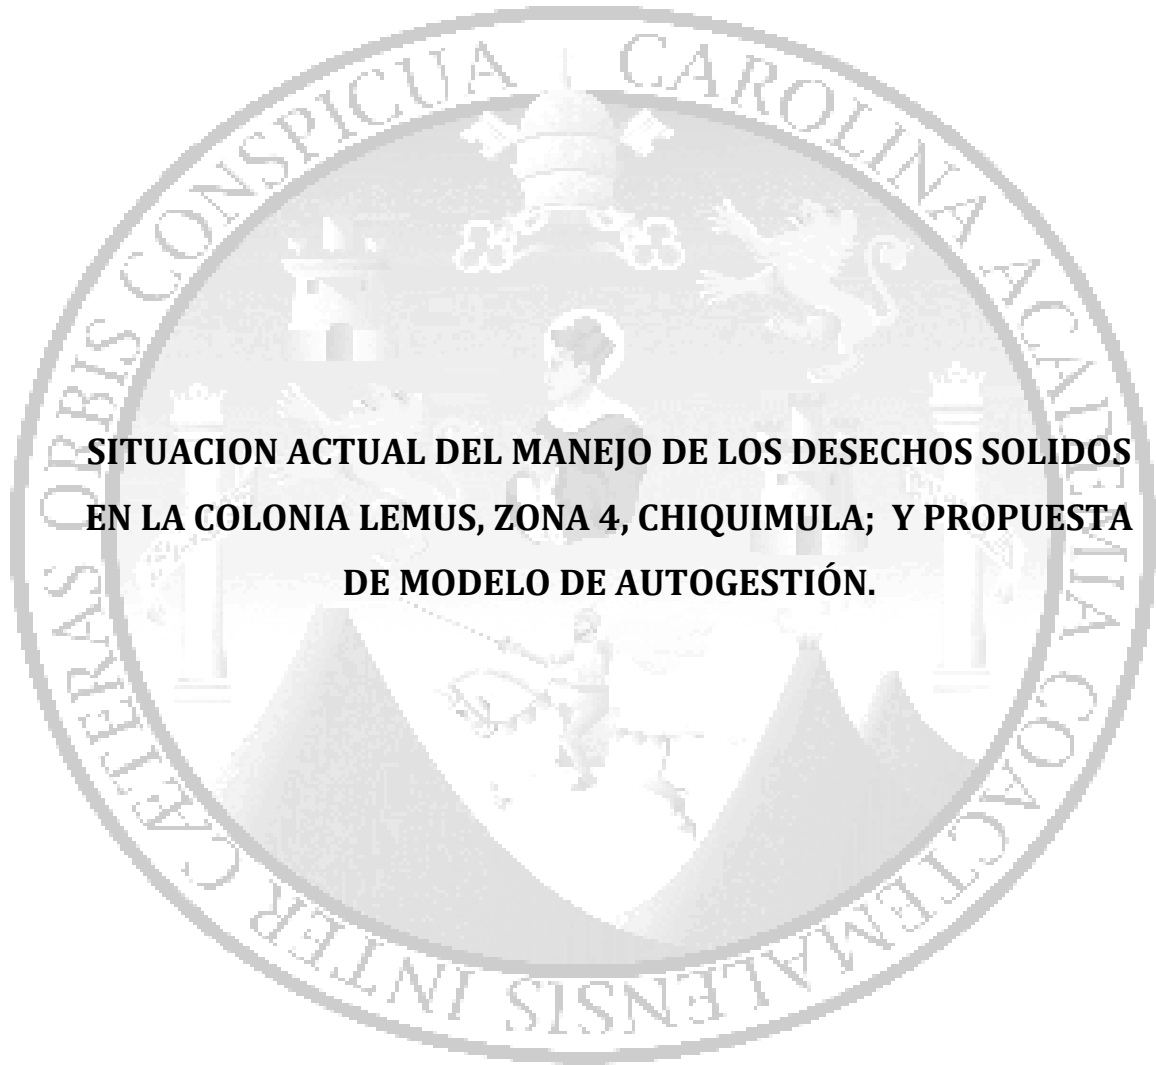 CAETERAS ORBIS CONSPICUA CAROLINA ACADEMIA COACTEMALENSIS INTER
SITUACION ACTUAL DEL MANEJO DE LOS DESECHOS SOLIDOS
EN LA COLONIA LEMUS, ZONA 4, CHIQUIMULA;  Y PROPUESTA
DE MODELO DE AUTOGESTIÓN.